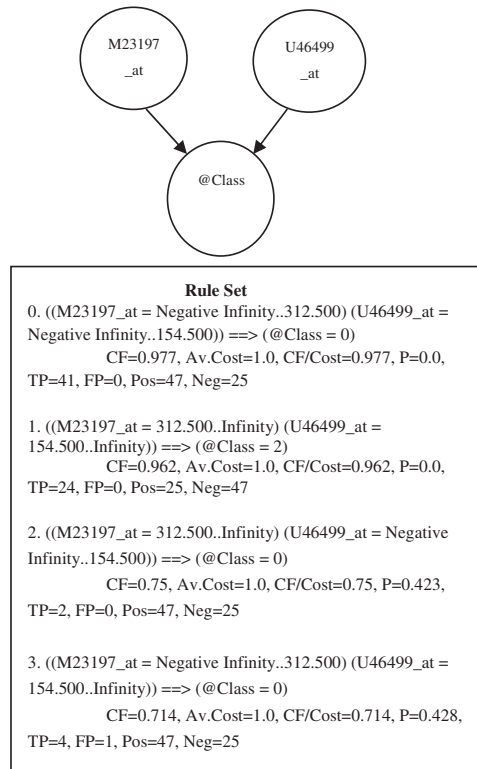 M23197
_at
U46499
_at
@Class
Rule Set
0. ((M23197_at = Negative Infinity..312.500) (U46499_at =
Negative Infinity..154.500)) ==> (@Class = 0)
CF=0.977, Av.Cost=1.0, CF/Cost=0.977, P=0.0,
TP=41, FP=0, Pos=47, Neg=25
1. ((M23197_at = 312.500..Infinity) (U46499_at =
154.500..Infinity)) ==> (@Class = 2)
CF=0.962, Av.Cost=1.0, CF/Cost=0.962, P=0.0,
TP=24, FP=0, Pos=25, Neg=47
2. ((M23197_at = 312.500..Infinity) (U46499_at = Negative
Infinity..154.500)) ==> (@Class = 0)
CF=0.75, Av.Cost=1.0, CF/Cost=0.75, P=0.423,
TP=2, FP=0, Pos=47, Neg=25
3. ((M23197_at = Negative Infinity..312.500) (U46499_at =
154.500..Infinity)) ==> (@Class = 0)
CF=0.714, Av.Cost=1.0, CF/Cost=0.714, P=0.428,
TP=4, FP=1, Pos=47, Neg=25